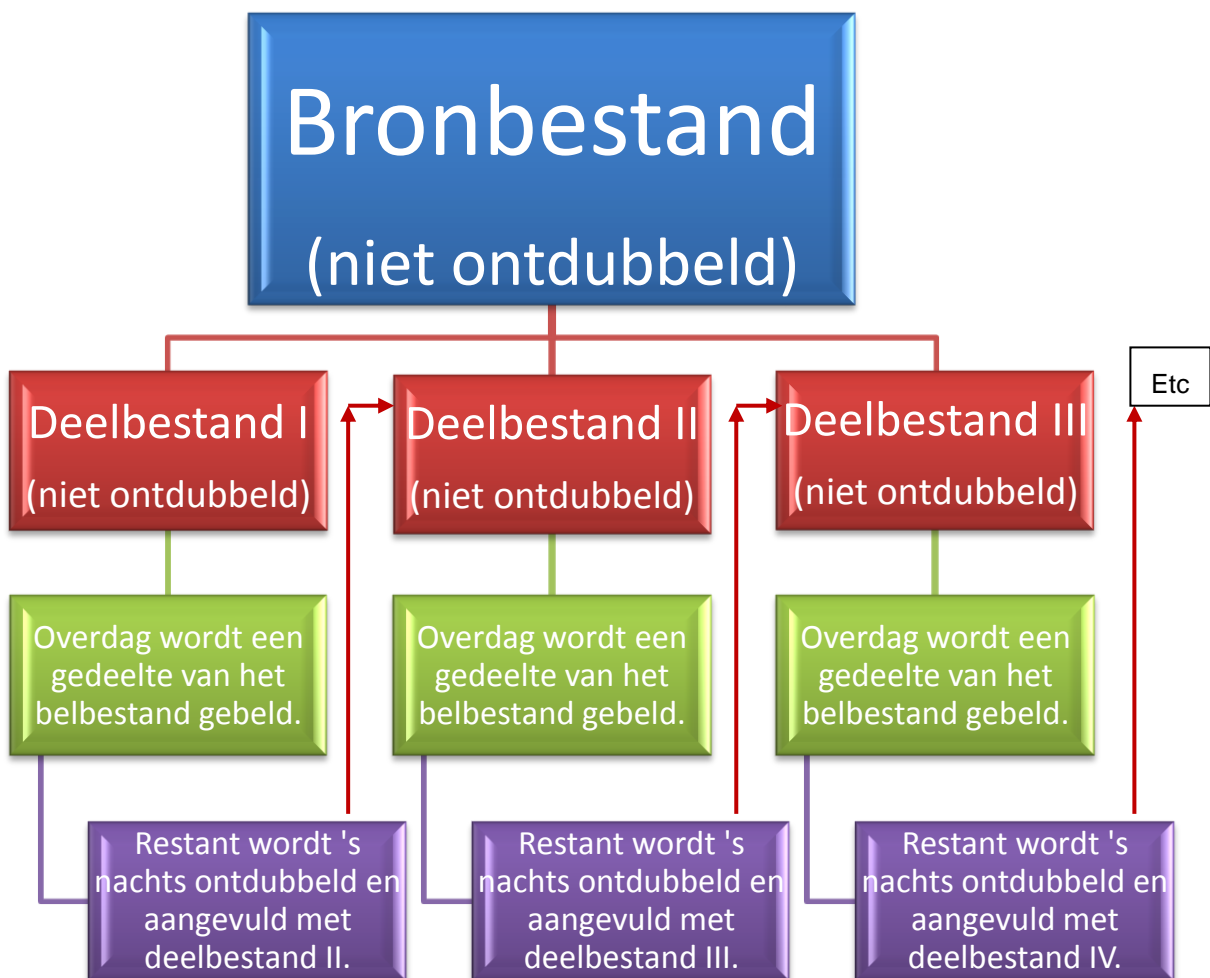 Bronbestand
(niet ontdubbeld)
Etc
Deelbestand I
(niet ontdubbeld)
Deelbestand II
(niet ontdubbeld)
Deelbestand III
(niet ontdubbeld)
Overdag wordt een
gedeelte van het
belbestand gebeld.
Overdag wordt een
gedeelte van het
belbestand gebeld.
Overdag wordt een
gedeelte van het
belbestand gebeld.
Restant wordt 's
nachts ontdubbeld en
aangevuld met
deelbestand II.
Restant wordt 's
nachts ontdubbeld en
aangevuld met
deelbestand III.
Restant wordt 's
nachts ontdubbeld en
aangevuld met
deelbestand IV.